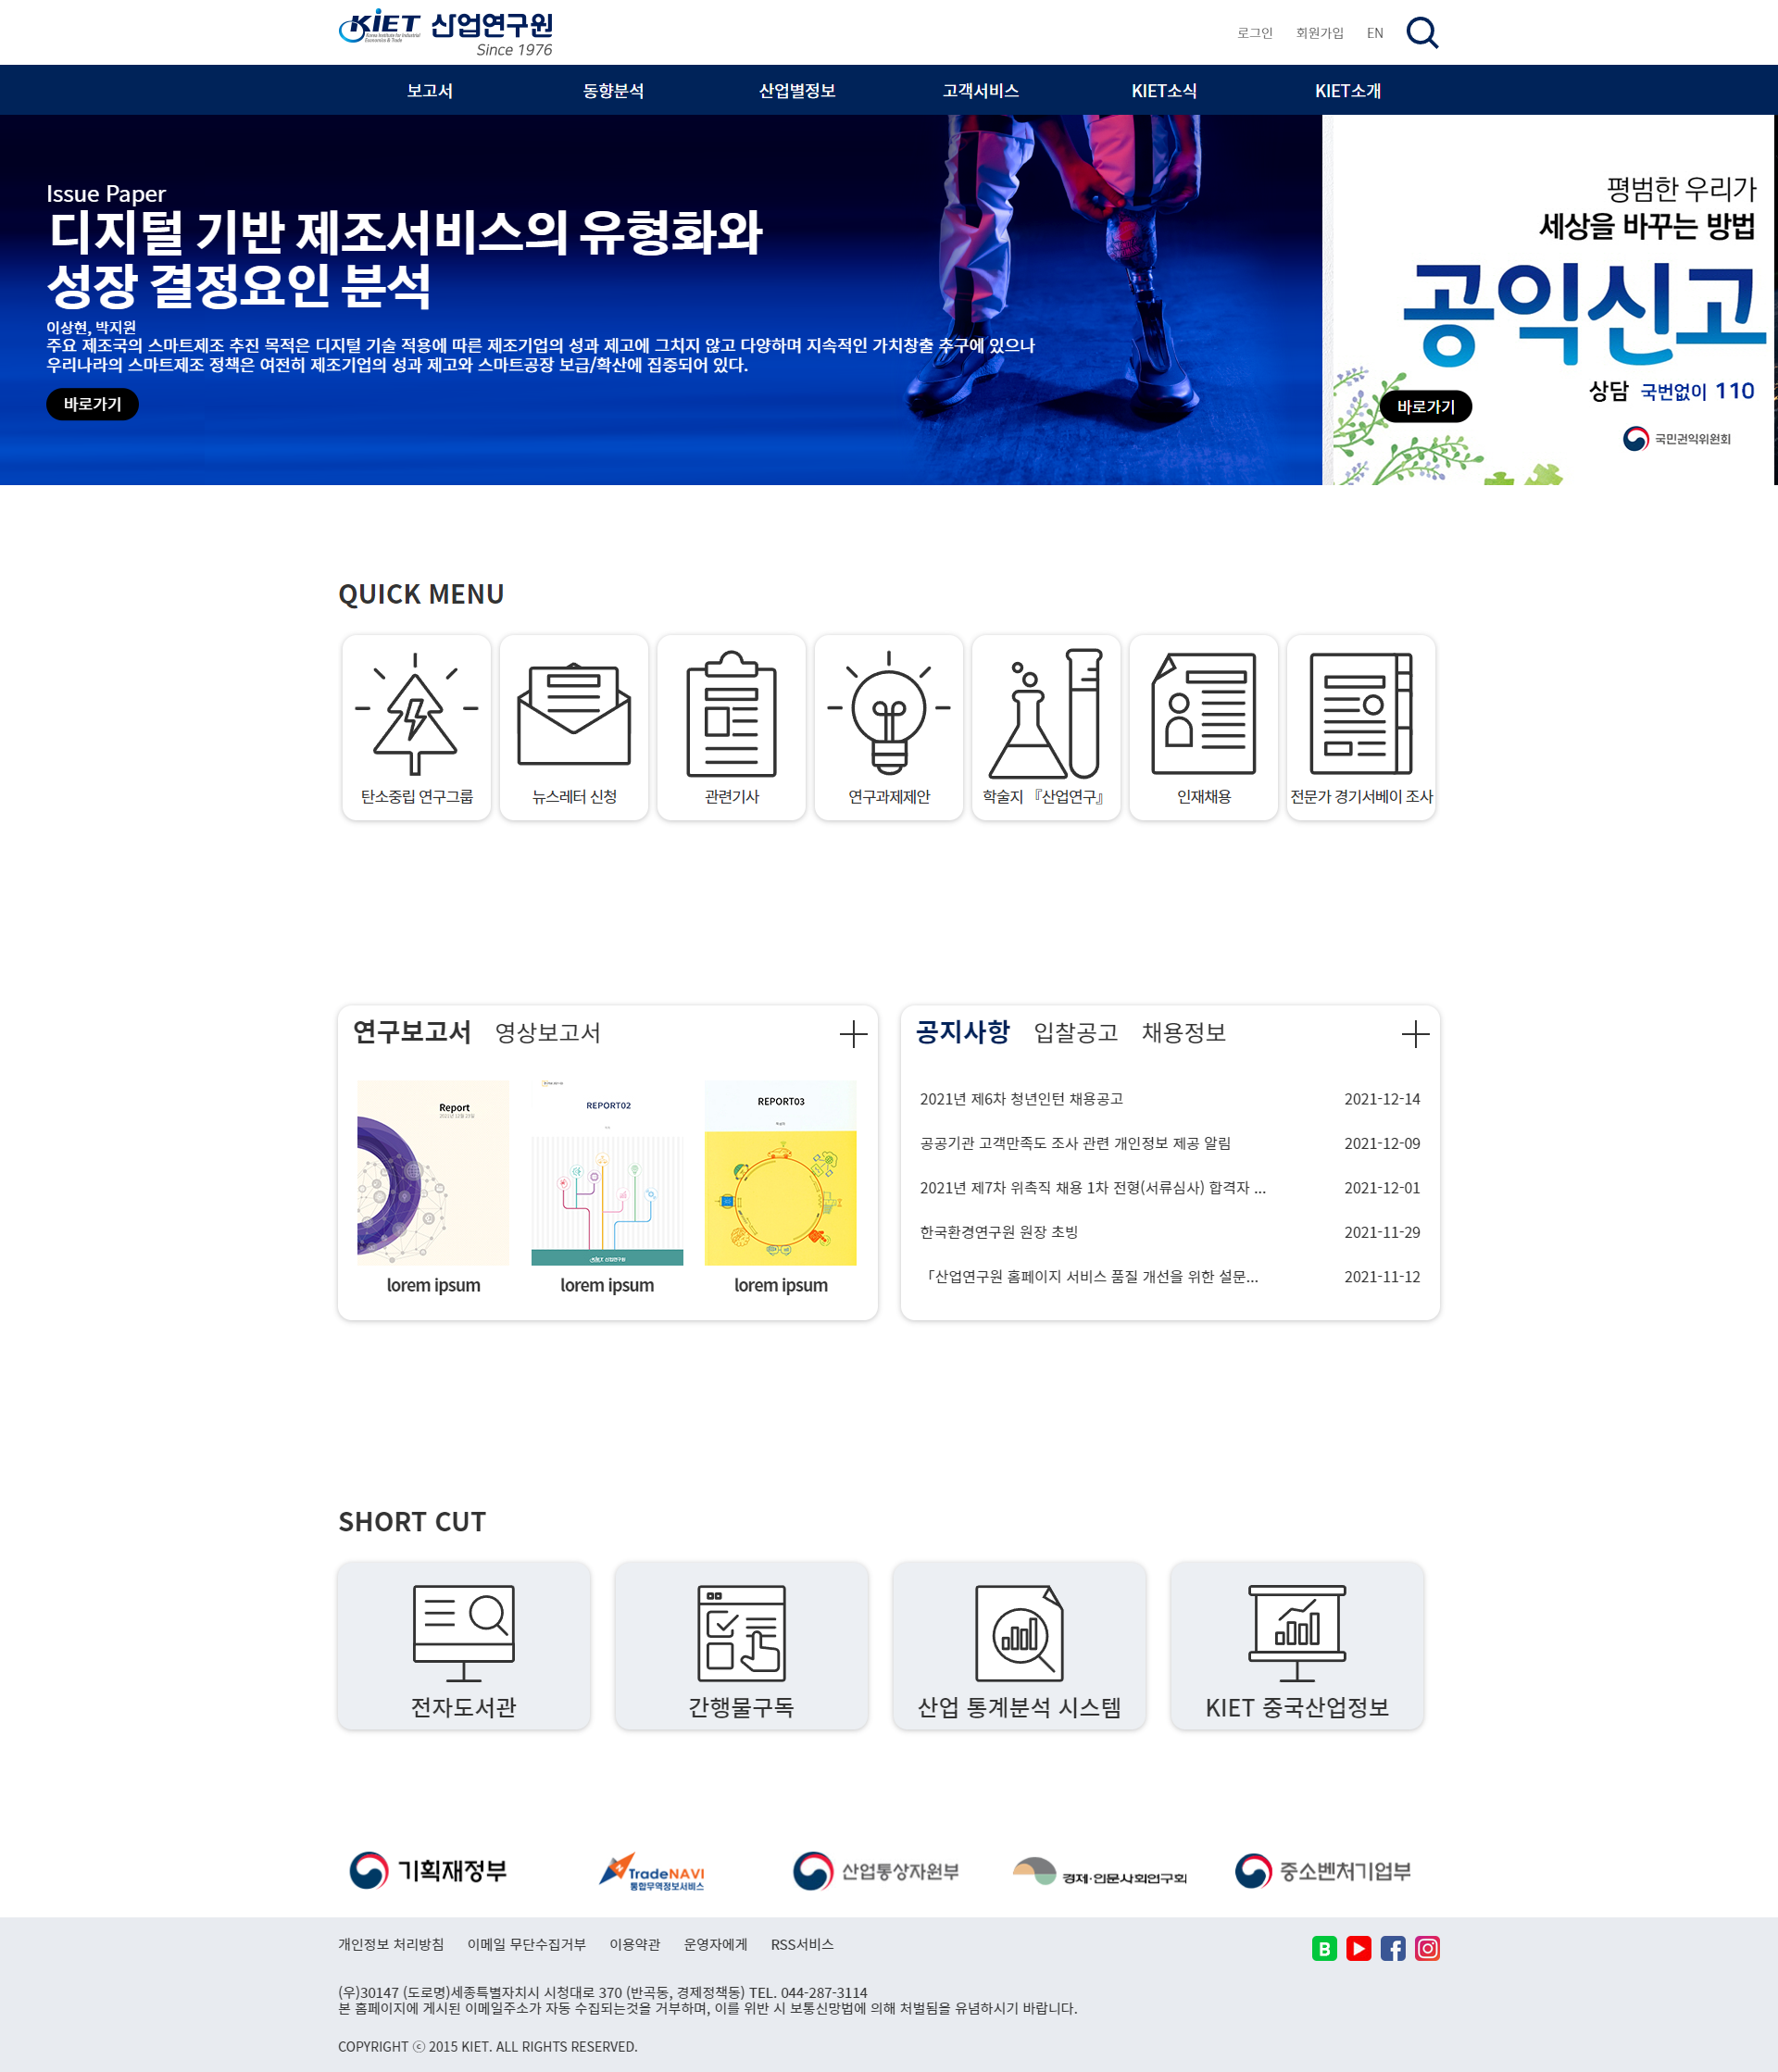 KIET 산업연구원
Korea Institute for Industrial
Economics & Trade
Since 1976
로그인 회원가입 EN
보고서 동향분석 산업별정보 고객서비스 KIET소식 KIET소개
Issue Paper
디지털 기반 제조서비스의 유형화와
성장 결정요인 분석
이상현, 박지원
주요 제조국의 스마트제조 추진 목적은 디지털 기술 적용에 따른 제조기업의 성과 제고에 그치지 않고 다양하며 지속적인 가치창출 추구에 있으나
우리나라의 스마트제조 정책은 여전히 제조기업의 성과 제고와 스마트공장 보급/확산에 집중되어 있다.
바로가기
평범한 우리가
세상을 바꾸는 방법
공익신고
상담 국번없이 110
바로가기
국민권익위원회
QUICK MENU
탄소중립 연구그룹
뉴스레터 신청
관련기사
연구과제제안
학술지 『산업연구』
인재채용
전문가 경기서베이 조사
연구보고서 영상보고서
Report
REPORT02
KIET 산업연구원
REPORT03
lorem ipsum
lorem ipsum
lorem ipsum
공지사항 입찰공고 채용정보
2021년 제6차 청년인턴 채용공고 2021-12-14
공공기관 고객만족도 조사 관련 개인정보 제공 알림 2021-12-09
2021년 제7차 위촉직 채용 1차 전형(서류심사) 합격자 ... 2021-12-01
한국환경연구원 원장 초빙 2021-11-29
「산업연구원 홈페이지 서비스 품질 개선을 위한 설문... 2021-11-12
SHORT CUT
전자도서관
간행물구독
산업 통계분석 시스템
KIET 중국산업정보
기획재정부
TradeNAVI
통합무역정보서비스
산업통상자원부
경제·인문사회연구회
중소벤처기업부
개인정보 처리방침 이메일 무단수집거부 이용약관 운영자에게 RSS서비스
B
(우)30147 (도로명)세종특별자치시 시청대로 370 (반곡동, 경제정책동) TEL. 044-287-3114
본 홈페이지에 게시된 이메일주소가 자동 수집되는것을 거부하며, 이를 위반 시 보통신망법에 의해 처벌됨을 유념하시기 바랍니다.
COPYRIGHT ⓒ 2015 KIET. ALL RIGHTS RESERVED.